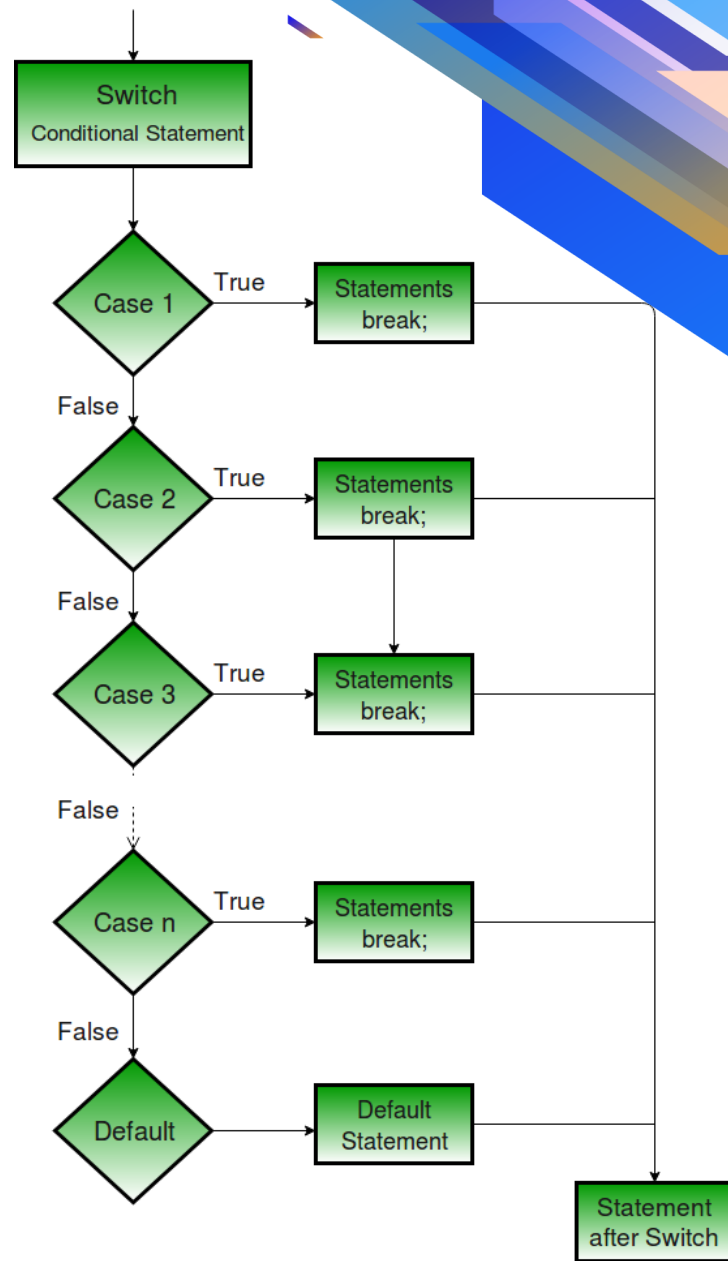 Switch
Conditional Statement
Case 1
True
Statements
break;
False
Case 2
True
Statements
break;
False
Case 3
True
Statements
break;
False
Case n
True
Statements
break;
False
Default
Default
Statement
Statement
after Switch